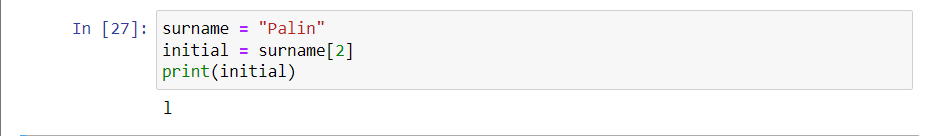 In [27]: surname = "Palin"
initial = surname[2]
print(initial)
l